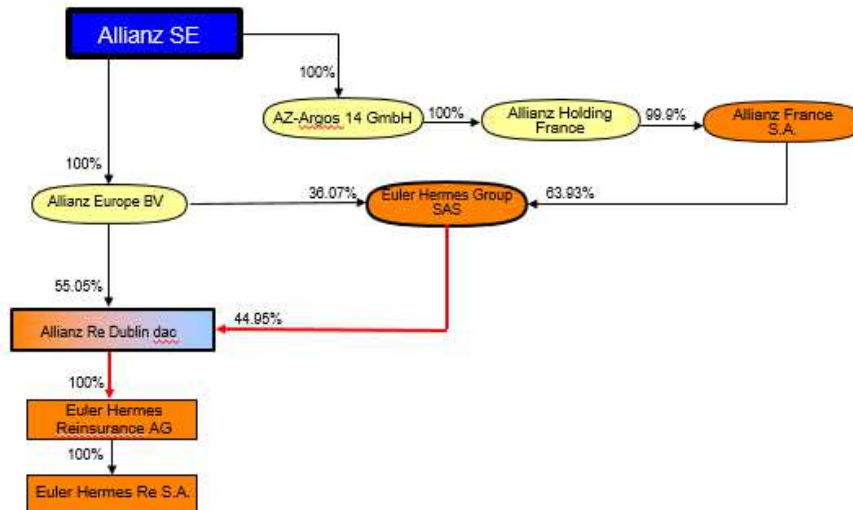 Allianz SE
100%
AZ-Argos 14 GmbH
100%
Allianz Holding
France
99.9%
Allianz France
S.A.
100%
Allianz Europe BV
36.07%
Euler Hermes Group
SAS
63.93%
55.05%
Allianz Re Dublin dac
44.95%
100%
Euler Hermes
Reinsurance AG
100%
Euler Hermes Re S.A.